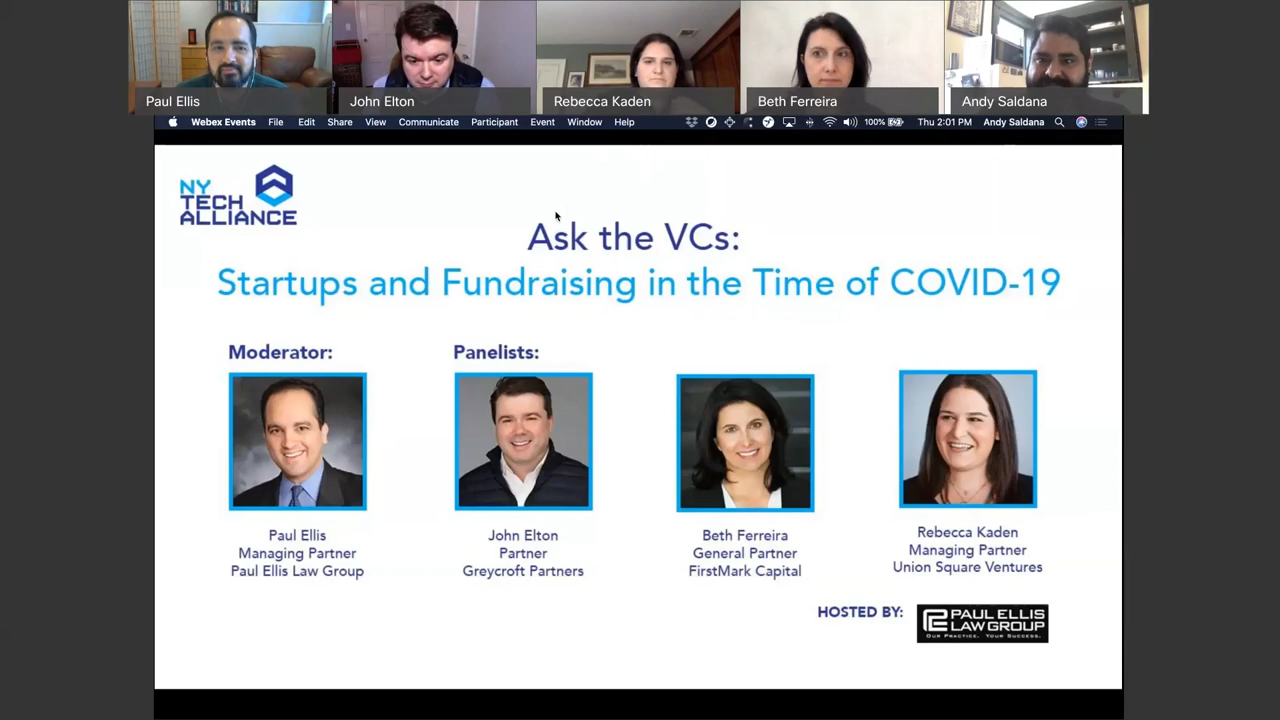 Paul Ellis
John Elton
Rebecca Kaden
Beth Ferreira
Andy Saldana
Webex Events File Edit Share View Communicate Participant Event Window Help 100% Thu 2:01 PM Andy Saldana
NY
TECH
ALLIANCE
Ask the VCs:
Startups and Fundraising in the Time of COVID-19
Moderator:
Panelists:
Paul Ellis
Managing Partner
Paul Ellis Law Group
John Elton
Partner
Greycroft Partners
Beth Ferreira
General Partner
FirstMark Capital
Rebecca Kaden
Managing Partner
Union Square Ventures
HOSTED BY:
PAUL ELLIS
LAW GROUP
OUR PRACTICE. YOUR SUCCESS.